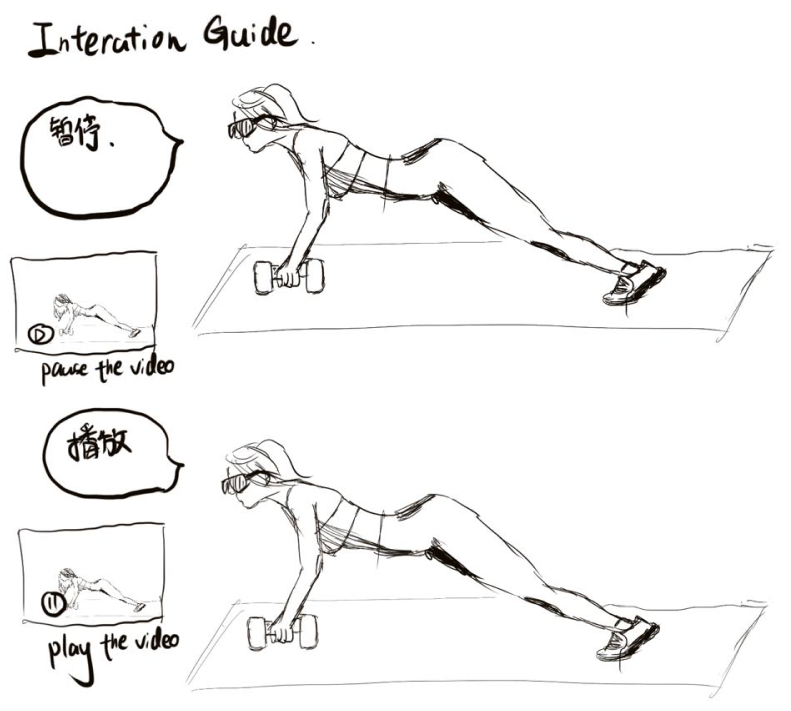 Interation Guide.
暂停.
pause the video
播放
play the video